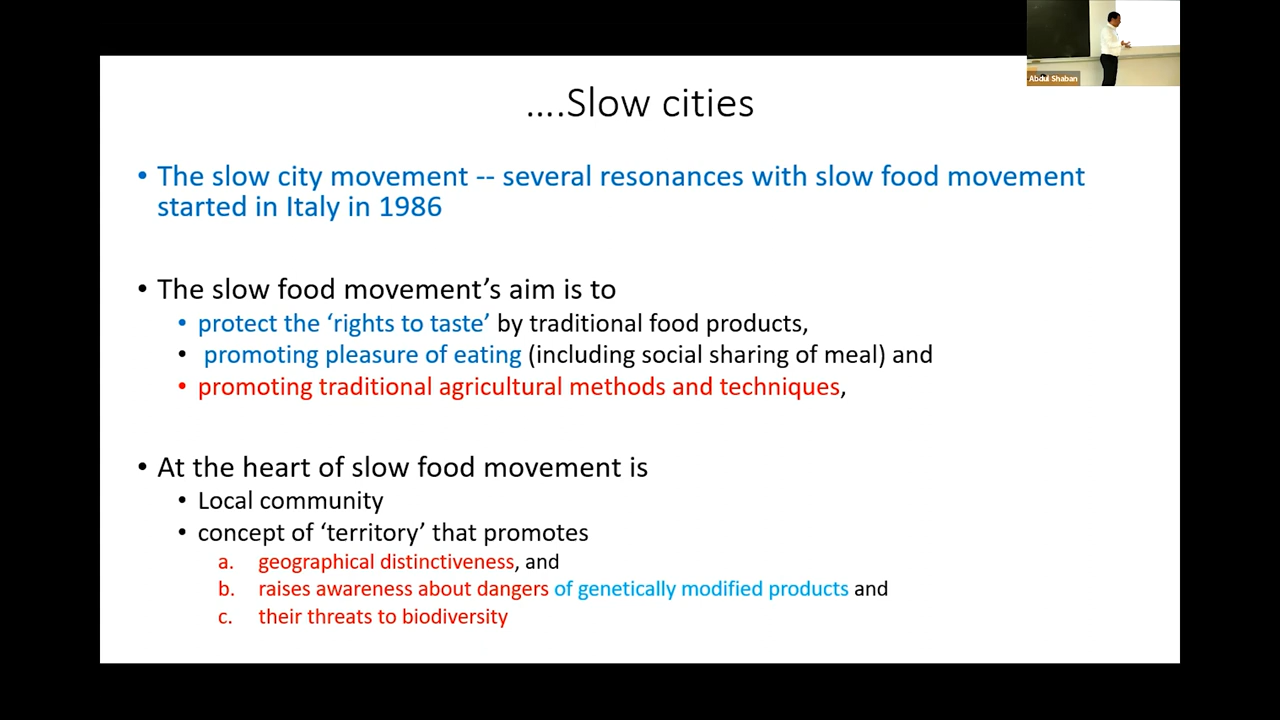 Abdul Shaban
....Slow cities
• The slow city movement -- several resonances with slow food movement
started in Italy in 1986
• The slow food movement’s aim is to
• protect the ‘rights to taste’ by traditional food products,
• promoting pleasure of eating (including social sharing of meal) and
• promoting traditional agricultural methods and techniques,
• At the heart of slow food movement is
• Local community
• concept of ‘territory’ that promotes
a. geographical distinctiveness, and
b. raises awareness about dangers of genetically modified products and
c. their threats to biodiversity